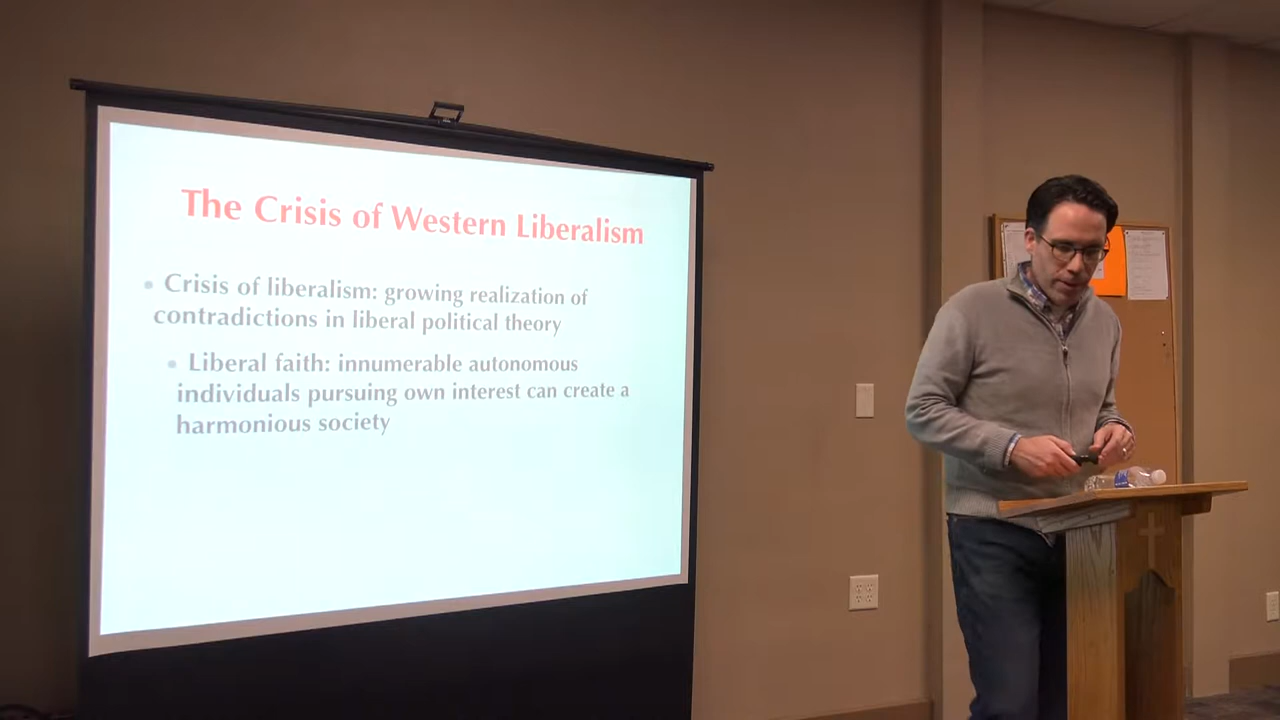 The Crisis of Western Liberalism
• Crisis of liberalism: growing realization of
contradictions in liberal political theory
• Liberal faith: innumerable autonomous
individuals pursuing own interest can create a
harmonious society